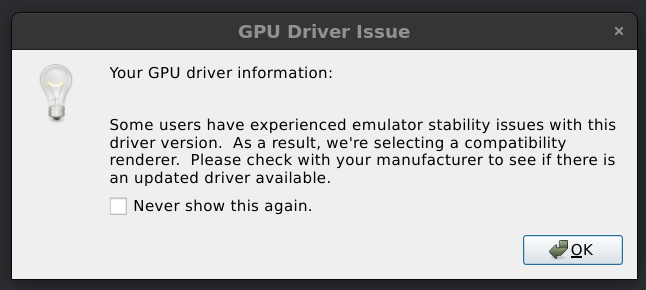 GPU Driver Issue
Your GPU driver information:
Some users have experienced emulator stability issues with this
driver version.  As a result, we're selecting a compatibility
renderer.  Please check with your manufacturer to see if there is
an updated driver available.
Never show this again.
OK